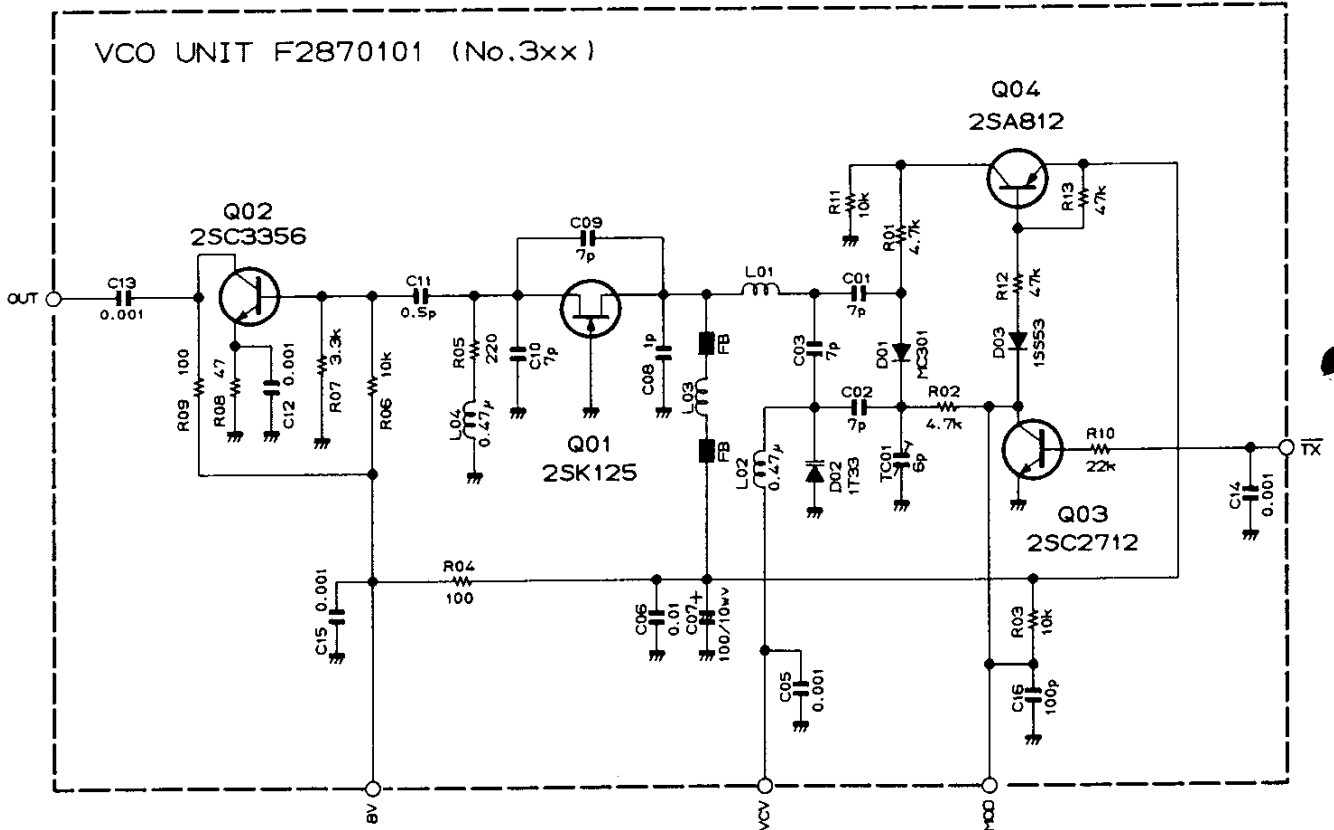 VCO UNIT F2870101 (No.3xx)
Q04
2SA812
R11
10k
R01
4.7k
R13
47k
Q02
2SC3356
C09
7p
C13
0.001
OUT
C11
0.5p
L01
C01
7p
R12
47k
R09
100
R08
47
C12
0.001
R07
3.3k
R06
10k
R05
220
C10
7p
C08
1p
FB
L03
FB
C03
7p
D01
MC301
D03
1SS53
L04
0.47μ
Q01
2SK125
C02
7p
R02
4.7k
L02
0.47μ
D02
1T33
TC01
6p
R10
22k
TX
C14
0.001
Q03
2SC2712
R04
100
C15
0.001
C06
0.01
C07
+
100/10wv
R03
10k
C05
0.001
C16
100p
8V
VCV
MOD